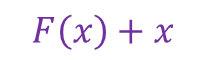 F(x) + x